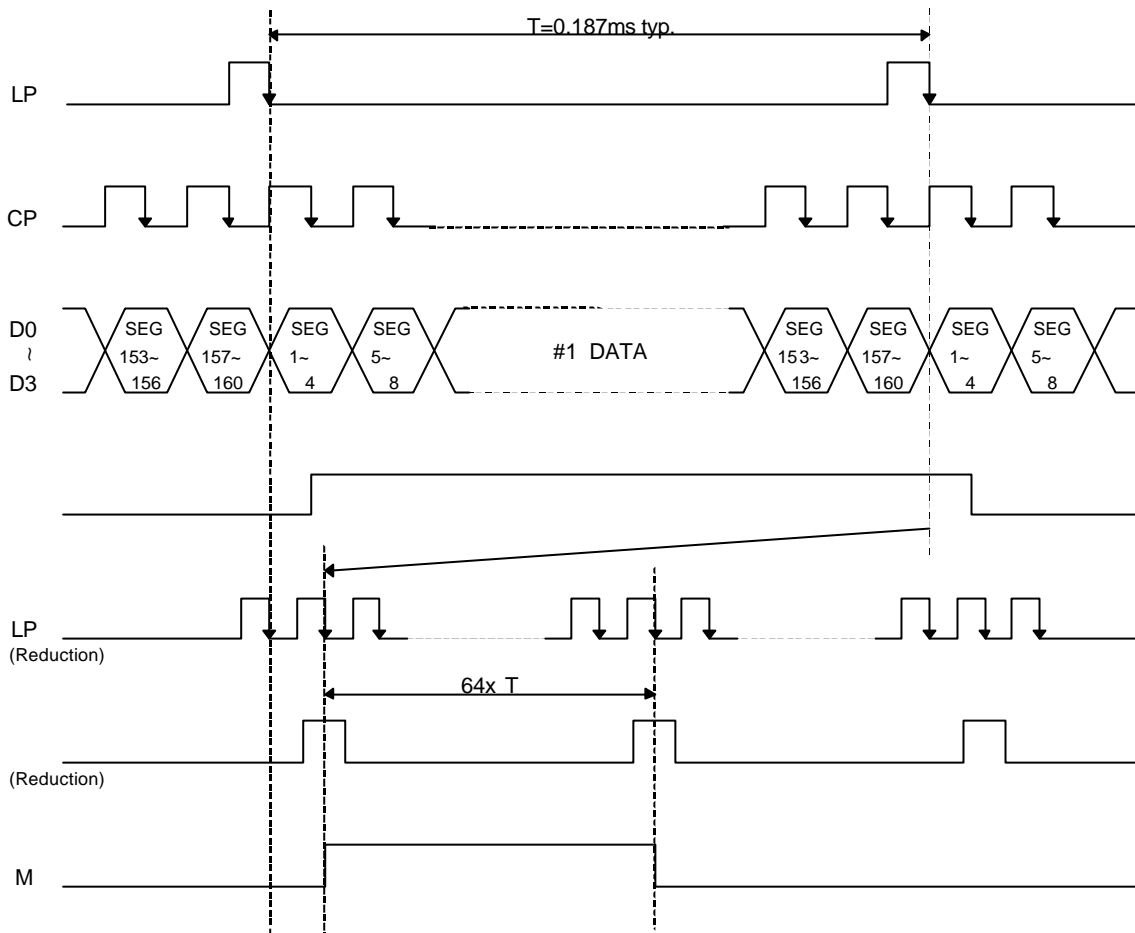 T=0.187ms typ.
LP
CP
D0
~
D3
SEG
153~
156
SEG
157~
160
SEG
1~
4
SEG
5~
8
#1 DATA
SEG
153~
156
SEG
157~
160
SEG
1~
4
SEG
5~
8
LP
(Reduction)
64x T
(Reduction)
M